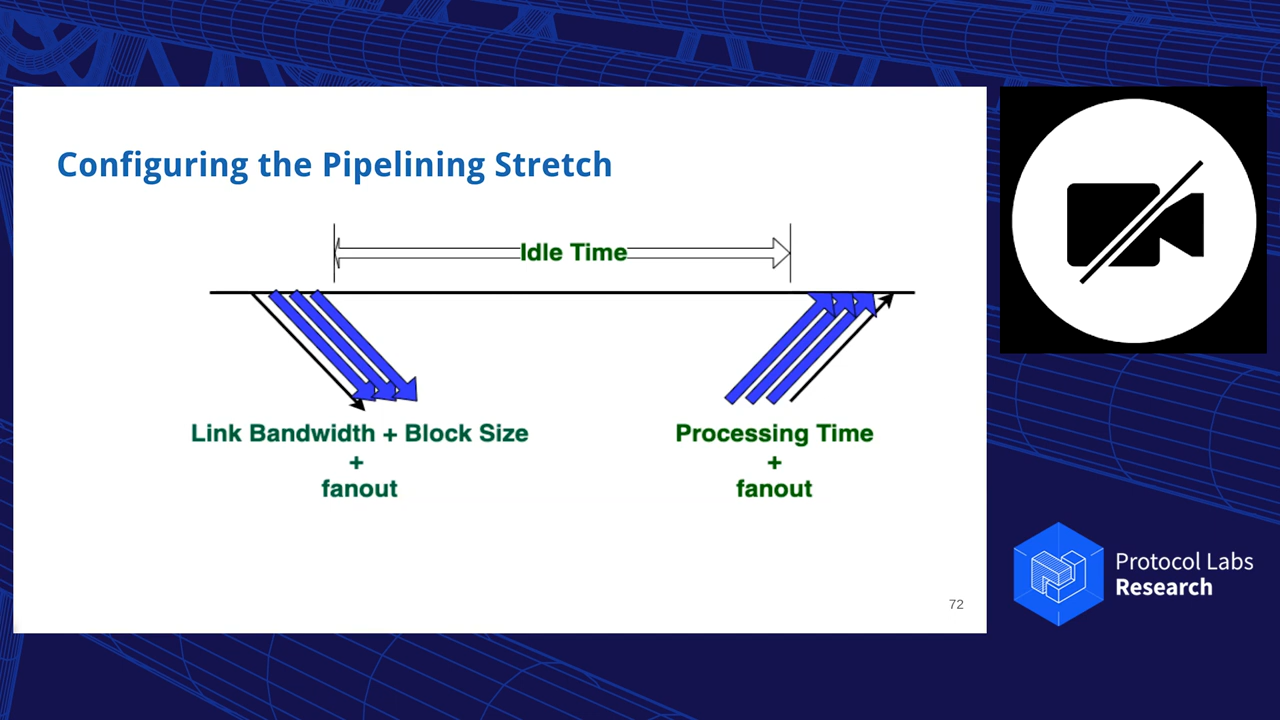 Configuring the Pipelining Stretch
Idle Time
Link Bandwidth + Block Size
+
fanout
Processing Time
+
fanout
72
Protocol Labs
Research